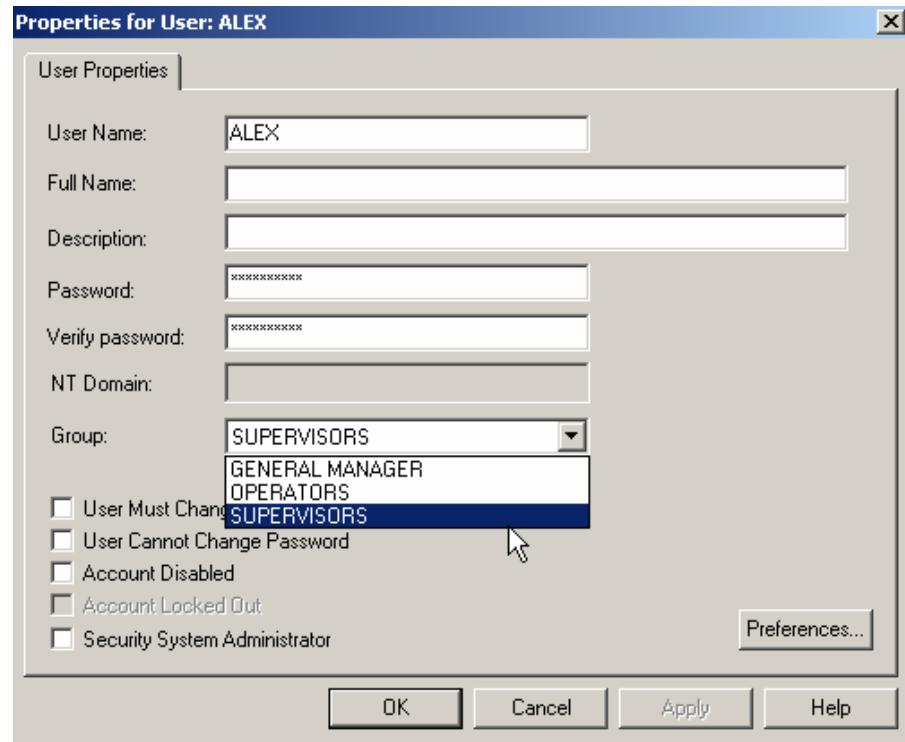 Properties for User: ALEX
User Properties
User Name: ALEX
Full Name:
Description:
Password: **********
Verify password: **********
NT Domain:
Group: SUPERVISORS
GENERAL MANAGER
OPERATORS
User Must Chang SUPERVISORS
User Cannot Change Password
Account Disabled
Account Locked Out
Security System Administrator
Preferences...
OK Cancel Apply Help